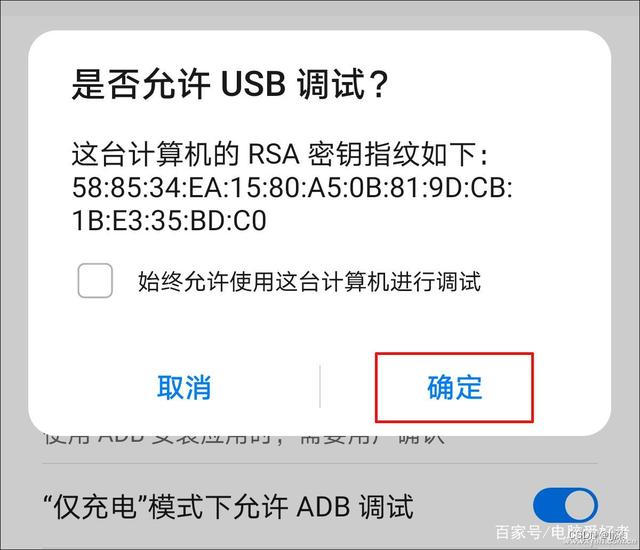 是否允许 USB 调试?
这台计算机的 RSA 密钥指纹如下:
58:85:34:EA:15:80:A5:0B:81:9D:CB:
1B:E3:35:BD:C0
始终允许使用这台计算机进行调试
取消
确定
使用 ADB 安装应用时，需要用户确认
“仅充电”模式下允许 ADB 调试
百家号/电脑爱好者